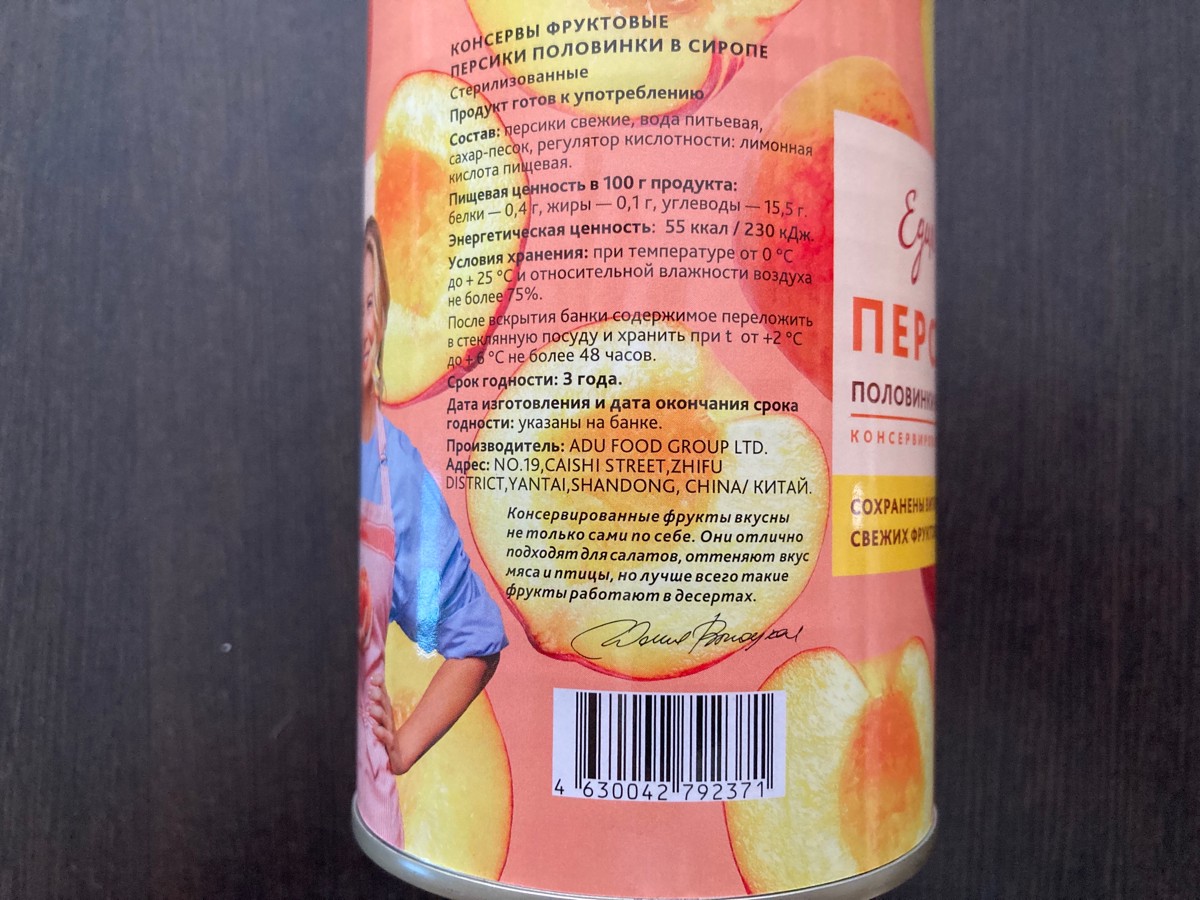 КОНСЕРВЫ ФРУКТОВЫЕ
ПЕРСИКИ ПОЛОВИНКИ В СИРОПЕ
Стерилизованные
Продукт готов к употреблению
Состав: персики свежие, вода питьевая,
сахар-песок, регулятор кислотности: лимонная
кислота пищевая.
Пищевая ценность в 100 г продукта:
белки — 0,4 г, жиры — 0,1 г, углеводы — 15,5 г.
Энергетическая ценность: 55 ккал / 230 кДж.
Условия хранения: при температуре от 0 °С
до + 25 °С и относительной влажности воздуха
не более 75%.
После вскрытия банки содержимое переложить
в стеклянную посуду и хранить при t от +2 °С
до + 6 °С не более 48 часов.
Срок годности: 3 года.
Дата изготовления и дата окончания срока
годности: указаны на банке.
Производитель: ADU FOOD GROUP LTD.
Адрес: NO.19,CAISHI STREET,ZHIFU
DISTRICT,YANTAI,SHANDONG, CHINA/ КИТАЙ.
Консервированные фрукты вкусны
не только сами по себе. Они отлично
подходят для салатов, оттеняют вкус
мяса и птицы, но лучше всего такие
фрукты работают в десертах.
4 630042 792371
ПЕРС
ПОЛОВИНКИ
КОНСЕРВИРО
СОХРАНЕНЫ
СВЕЖИХ ФРУКТО